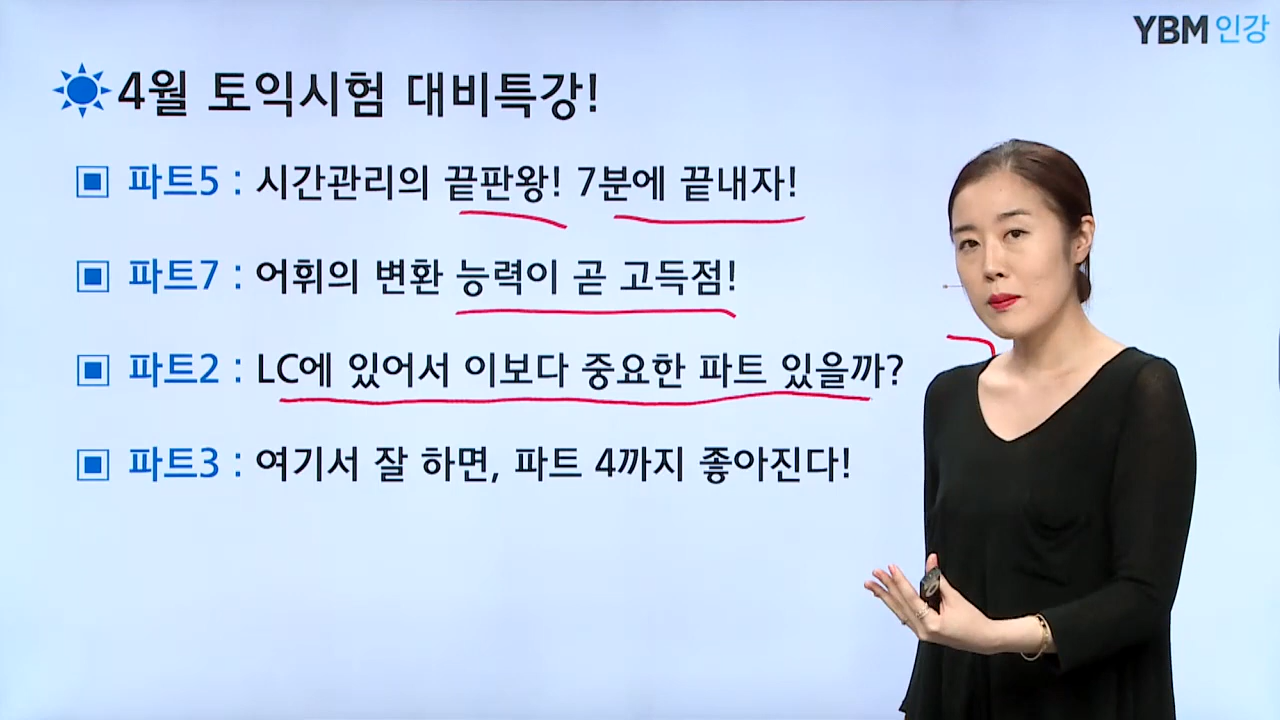 YBM 인강
4월 토익시험 대비특강!
파트5 : 시간관리의 끝판왕! 7분에 끝내자!
파트7 : 어휘의 변환 능력이 곧 고득점!
파트2 : LC에 있어서 이보다 중요한 파트 있을까?
파트3 : 여기서 잘 하면, 파트 4까지 좋아진다!